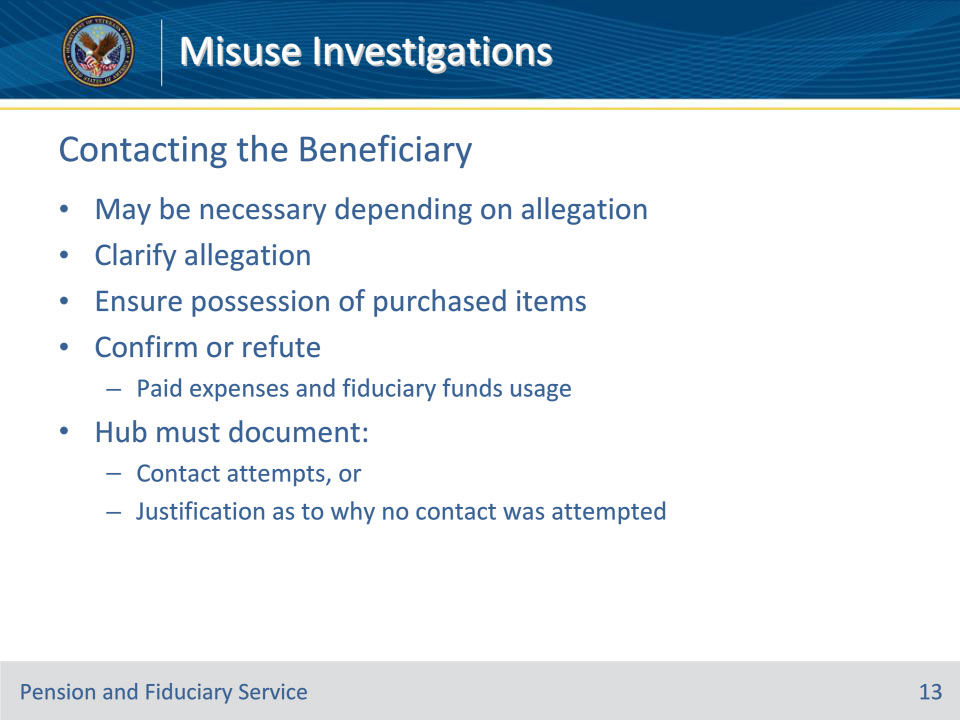 Misuse Investigations
Contacting the Beneficiary
• May be necessary depending on allegation
• Clarify allegation
• Ensure possession of purchased items
• Confirm or refute
– Paid expenses and fiduciary funds usage
• Hub must document:
– Contact attempts, or
– Justification as to why no contact was attempted
Pension and Fiduciary Service
13